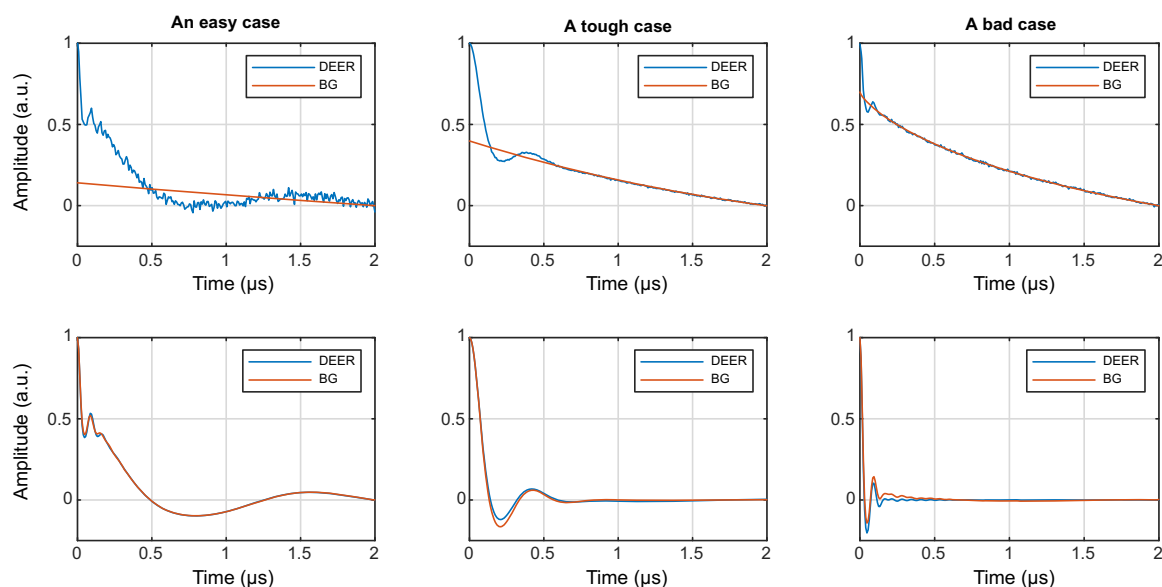 An easy case
A tough case
A bad case
1
0.5
0
Amplitude (a.u.)
DEER
BG
0 0.5 1 1.5 2
Time (μs)
1
0.5
0
DEER
BG
0 0.5 1 1.5 2
Time (μs)
1
0.5
0
DEER
BG
0 0.5 1 1.5 2
Time (μs)
1
0.5
0
Amplitude (a.u.)
DEER
BG
0 0.5 1 1.5 2
Time (μs)
1
0.5
0
DEER
BG
0 0.5 1 1.5 2
Time (μs)
1
0.5
0
DEER
BG
0 0.5 1 1.5 2
Time (μs)